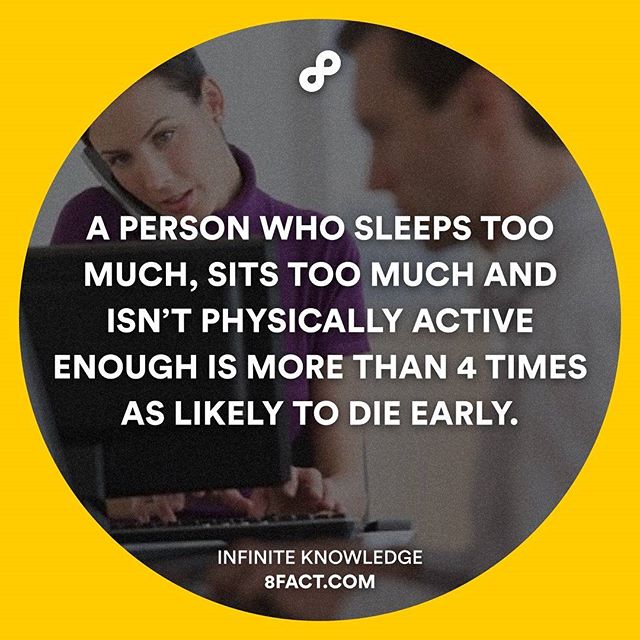 A PERSON WHO SLEEPS TOO
MUCH, SITS TOO MUCH AND
ISN'T PHYSICALLY ACTIVE
ENOUGH IS MORE THAN 4 TIMES
AS LIKELY TO DIE EARLY.
INFINITE KNOWLEDGE
8FACT.COM